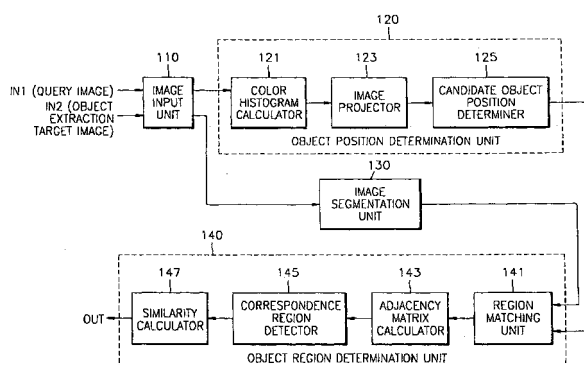 120
110
121
123
125
IN1 (QUERY IMAGE)
IN2 (OBJECT
EXTRACTION
TARGET IMAGE)
IMAGE
INPUT
UNIT
COLOR
HISTOGRAM
CALCULATOR
IMAGE
PROJECTOR
CANDIDATE OBJECT
POSITION
DETERMINER
OBJECT POSITION DETERMINATION UNIT
130
IMAGE
SEGMENTATION
UNIT
140
147
145
143
141
OUT
SIMILARITY
CALCULATOR
CORRESPONDENCE
REGION
DETECTOR
ADJACENCY
MATRIX
CALCULATOR
REGION
MATCHING
UNIT
OBJECT REGION DETERMINATION UNIT